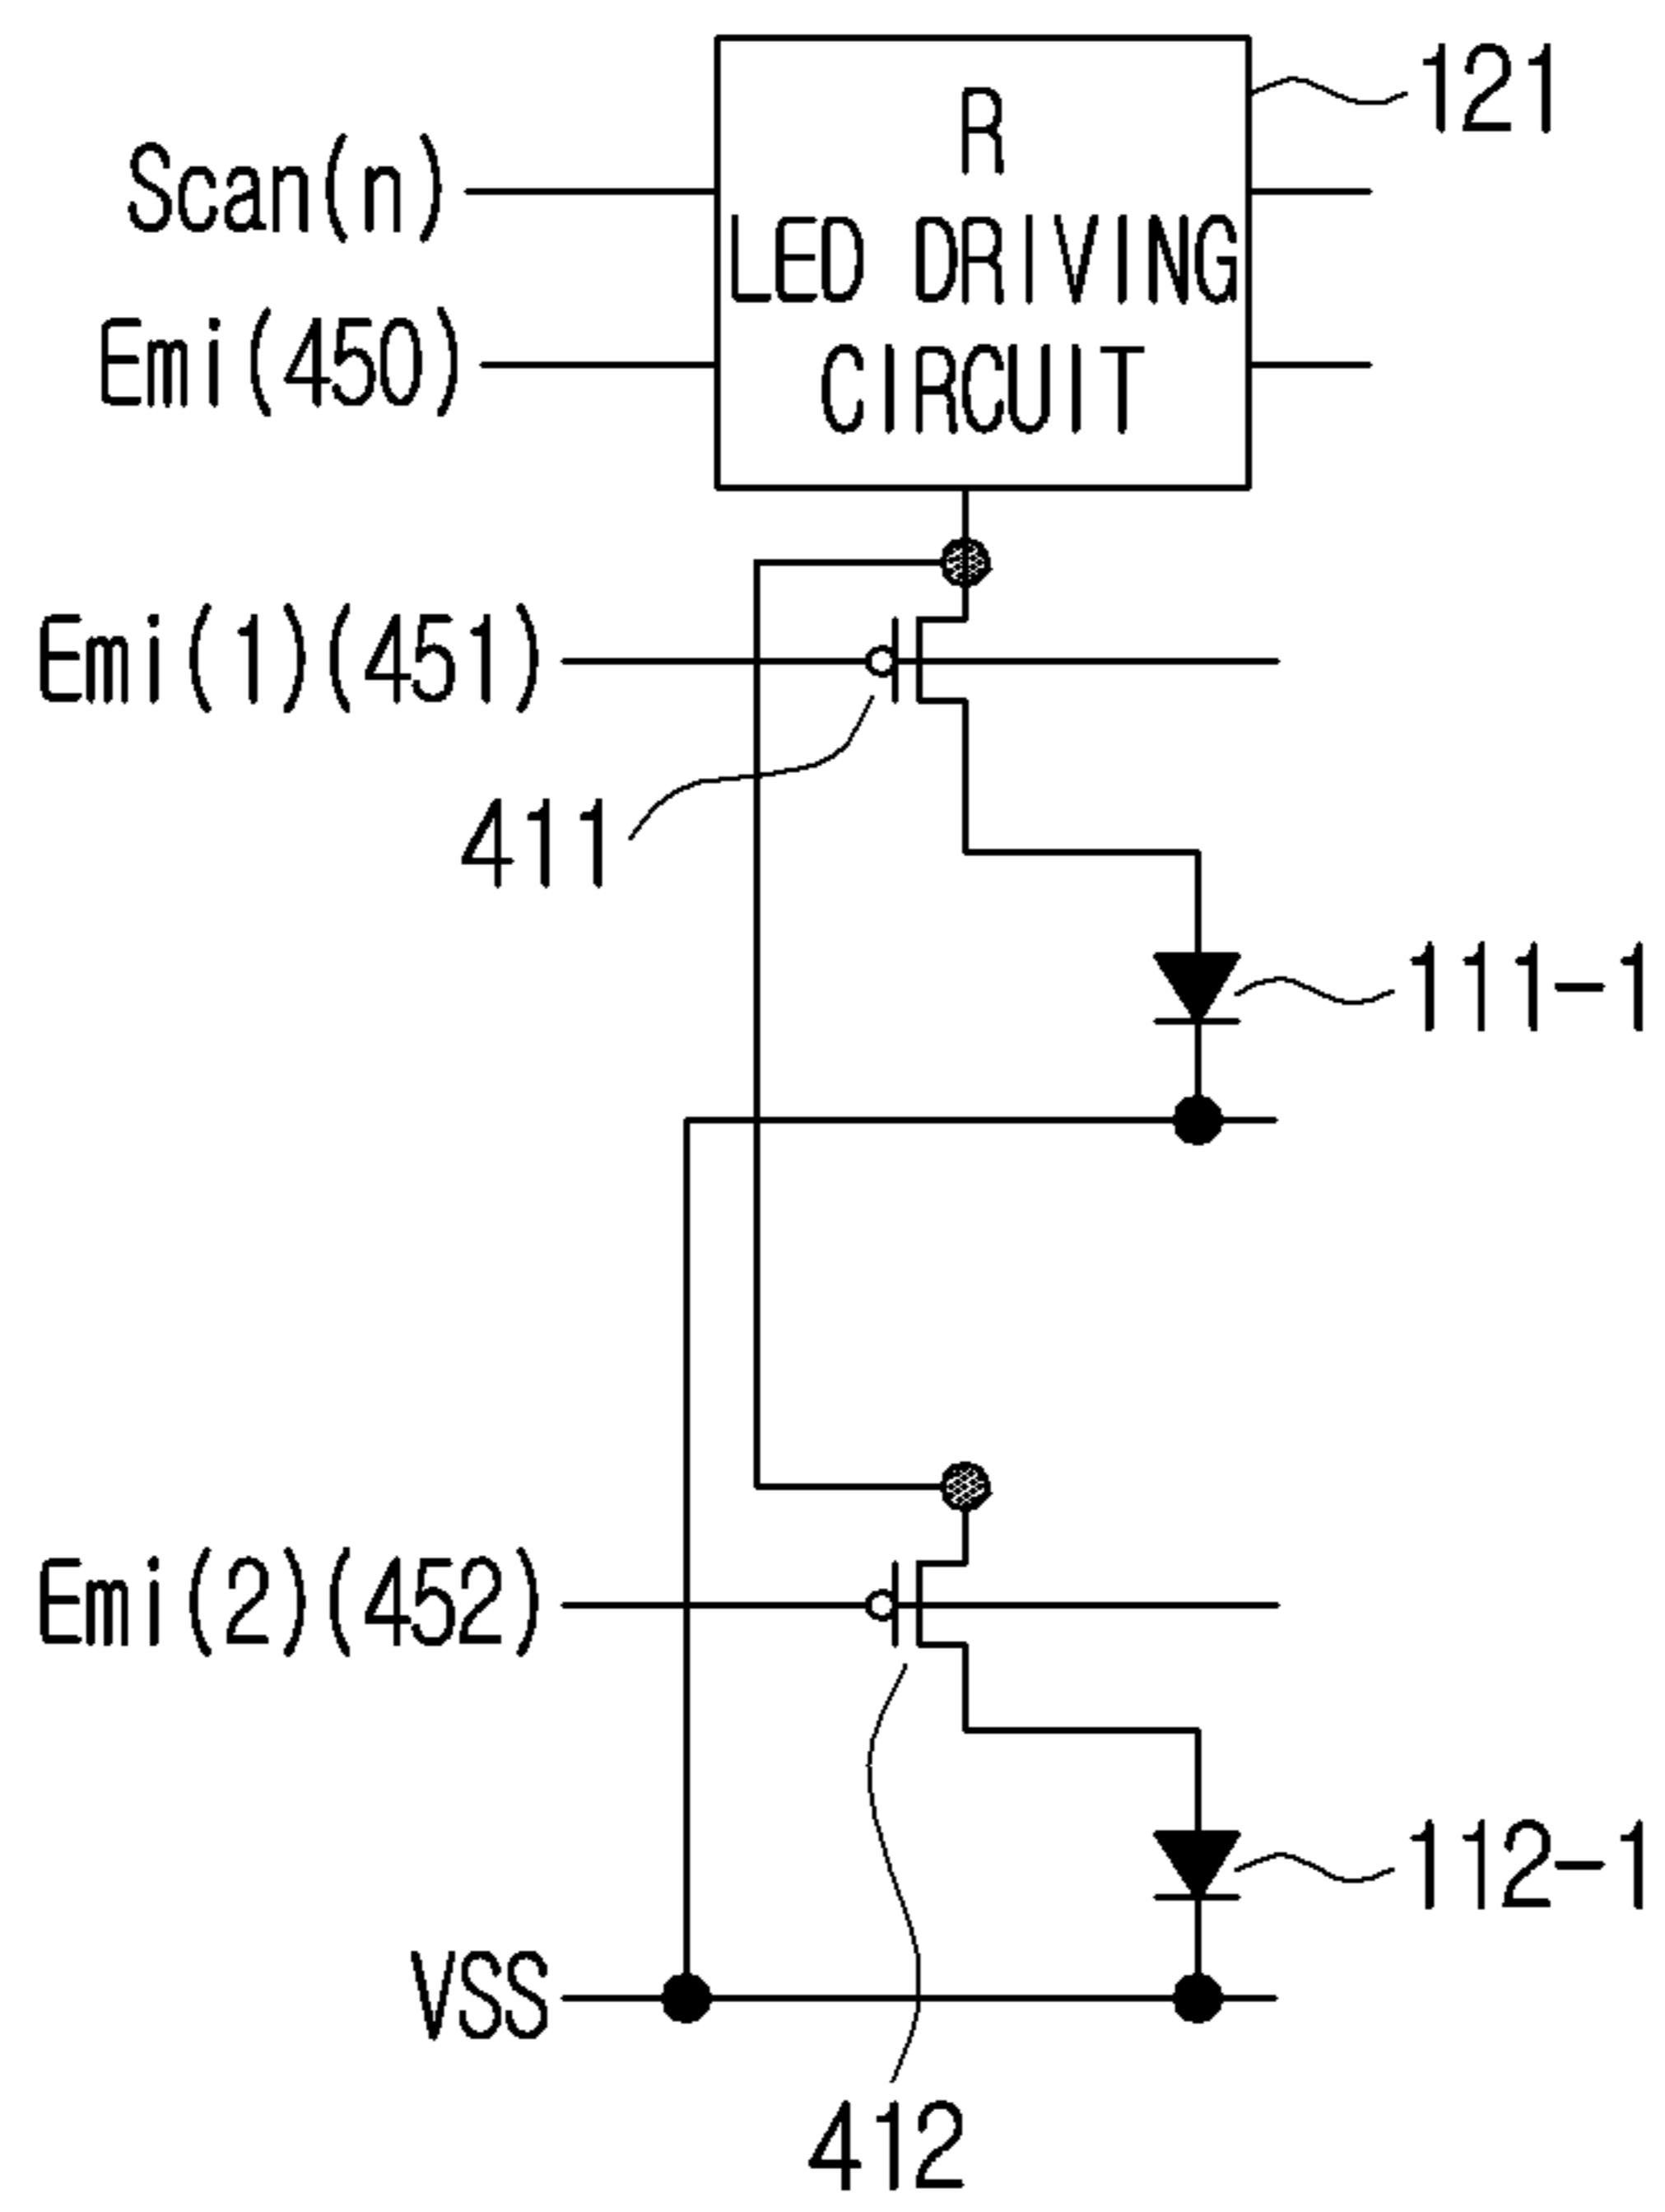 121
R
LED DRIVING
CIRCUIT
Scan(n)
Emi(450)
Emi(1)(451)
411
111-1
Emi(2)(452)
112-1
VSS
412